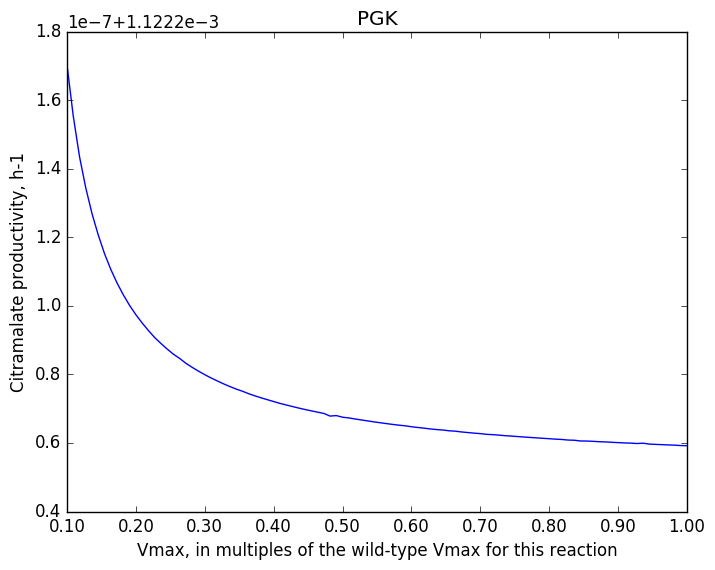 PGK
1e−7+1.1222e−3
Citramalate productivity, h-1
1.8
1.6
1.4
1.2
1.0
0.8
0.6
0.4
0.10 0.20 0.30 0.40 0.50 0.60 0.70 0.80 0.90 1.00
Vmax, in multiples of the wild-type Vmax for this reaction